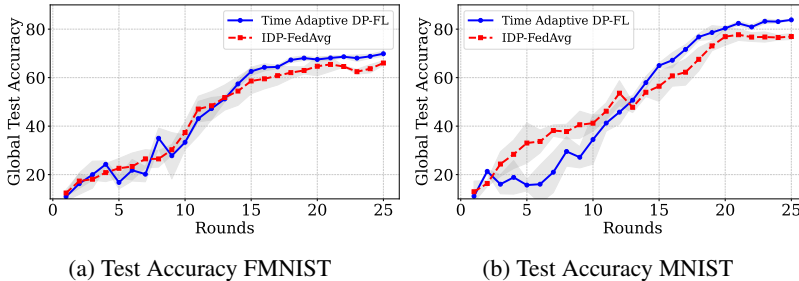 Time Adaptive DP-FL
IDP-FedAvg
Global Test Accuracy
80
60
40
20
0
5
10
15
20
25
Rounds
(a) Test Accuracy FMNIST
Time Adaptive DP-FL
IDP-FedAvg
Global Test Accuracy
80
60
40
20
0
5
10
15
20
25
Rounds
(b) Test Accuracy MNIST